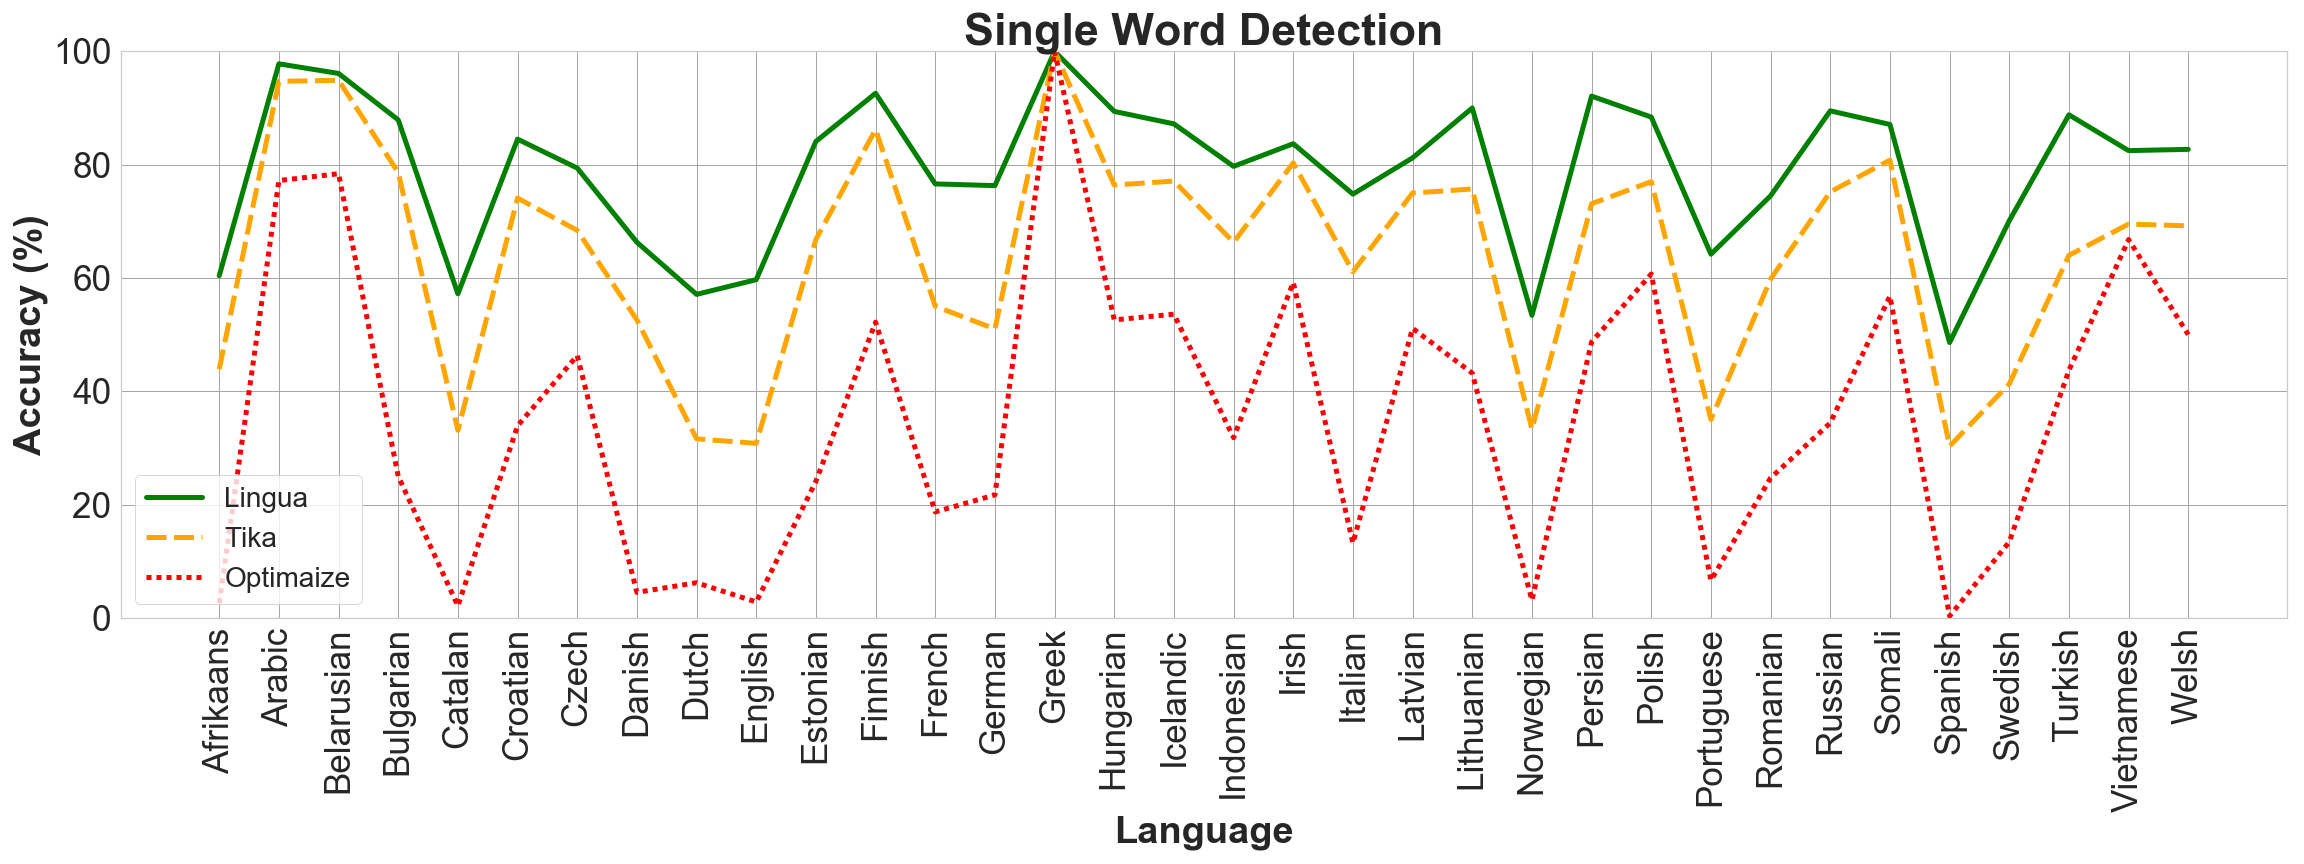 Single Word Detection
Accuracy (%)
100
80
60
40
20
0
Lingua
Tika
Optimaize
Afrikaans
Arabic
Belarusian
Bulgarian
Catalan
Croatian
Czech
Danish
Dutch
English
Estonian
Finnish
French
German
Greek
Hungarian
Icelandic
Indonesian
Irish
Italian
Latvian
Lithuanian
Norwegian
Persian
Polish
Portuguese
Romanian
Russian
Somali
Spanish
Swedish
Turkish
Vietnamese
Welsh
Language